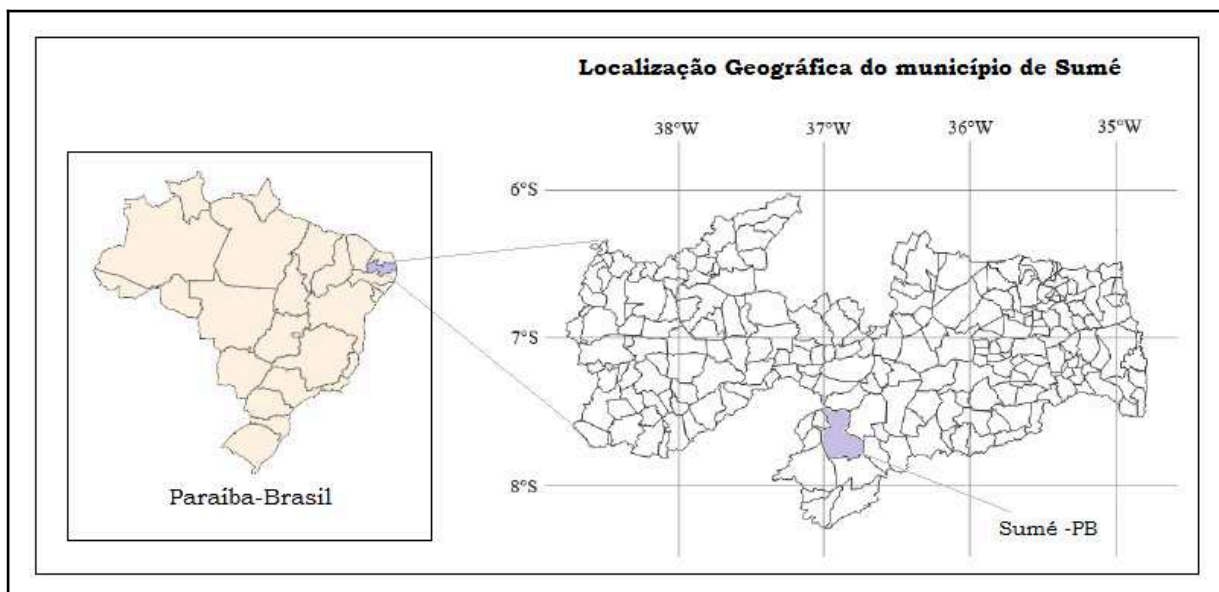 Localização Geográfica do município de Sumé
38°W 37°W 36°W 35°W
6°S
7°S
8°S
Paraíba-Brasil
Sumé -PB